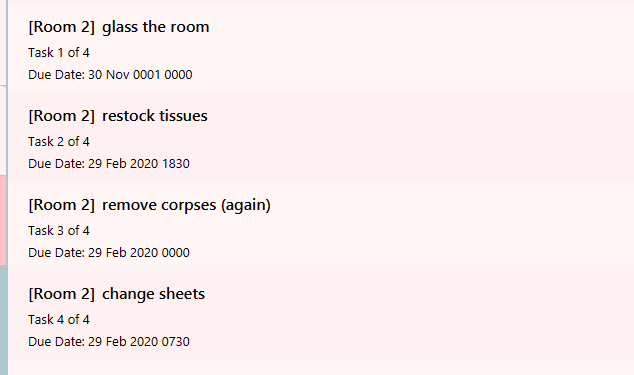 [Room 2] glass the room
Task 1 of 4
Due Date: 30 Nov 0001 0000
[Room 2] restock tissues
Task 2 of 4
Due Date: 29 Feb 2020 1830
[Room 2] remove corpses (again)
Task 3 of 4
Due Date: 29 Feb 2020 0000
[Room 2] change sheets
Task 4 of 4
Due Date: 29 Feb 2020 0730